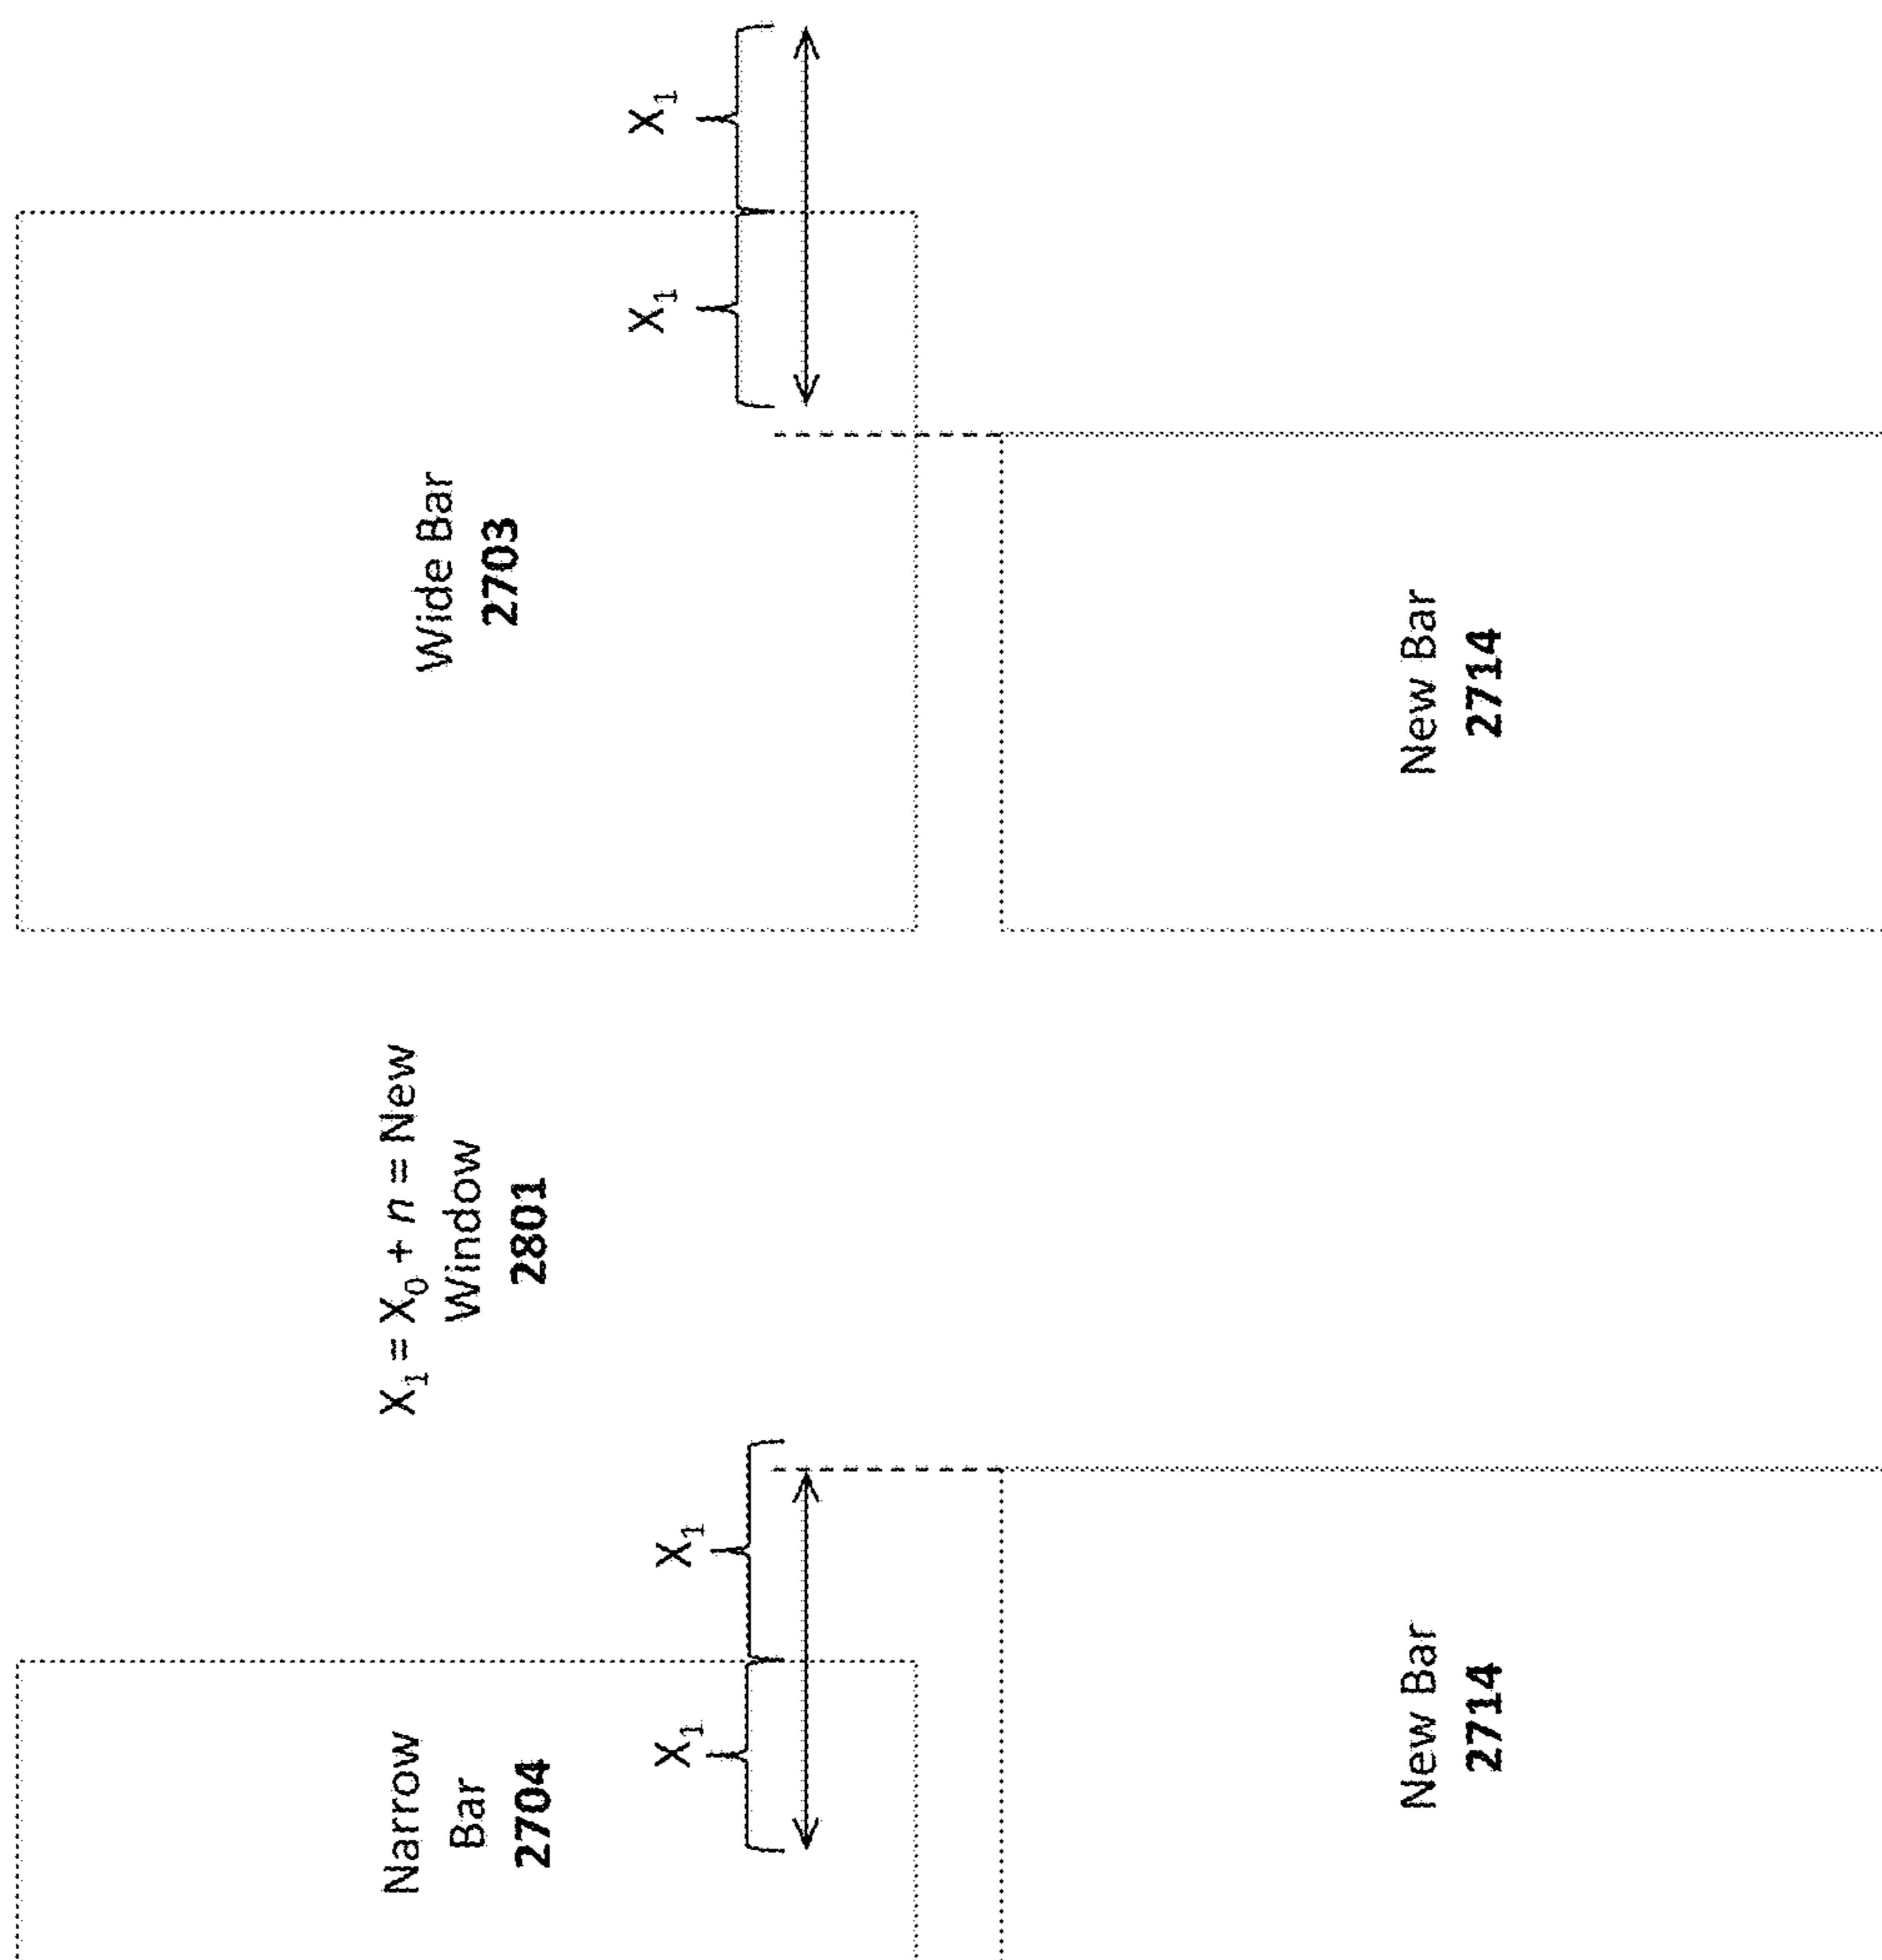 Narrow
Bar
2704
X₁ = X₀ + n = New
Window
2801
Wide Bar
2703
X₁
X₁
X₁
X₁
New Bar
2714
New Bar
2714